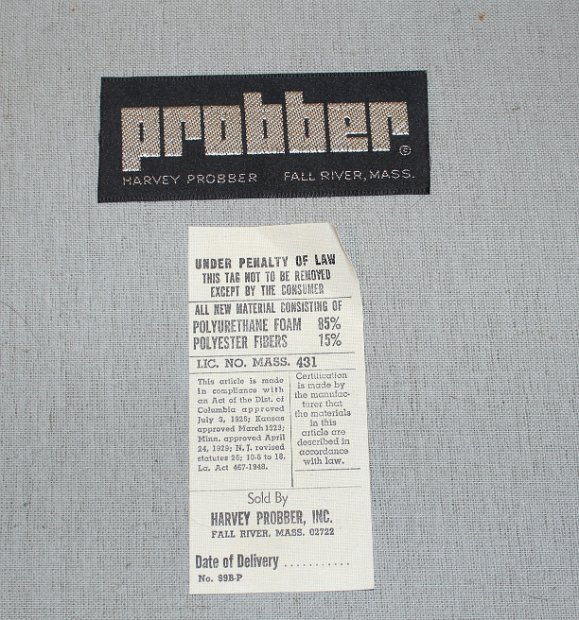 probber ©
HARVEY PROBBER FALL RIVER, MASS.
UNDER PENALTY OF LAW
THIS TAG NOT TO BE REMOVED
EXCEPT BY THE CONSUMER
ALL NEW MATERIAL CONSISTING OF
POLYURETHANE FOAM 85%
POLYESTER FIBERS 15%
LIC. NO. MASS. 431
This article is made
in compliance with
an Act of the Dist. of
Columbia approved
July 3, 1926; Kansas
approved March 1923;
Minn. approved April
24, 1929; N. J. revised
statutes 26; 10-6 to 18.
La. Act 467-1948.
Certification
is made by
the manufac-
turer that
the materials
in this
article are
described in
accordance
with law.
Sold By
HARVEY PROBBER, INC.
FALL RIVER, MASS. 02722
Date of Delivery ...........
No. 99B-P